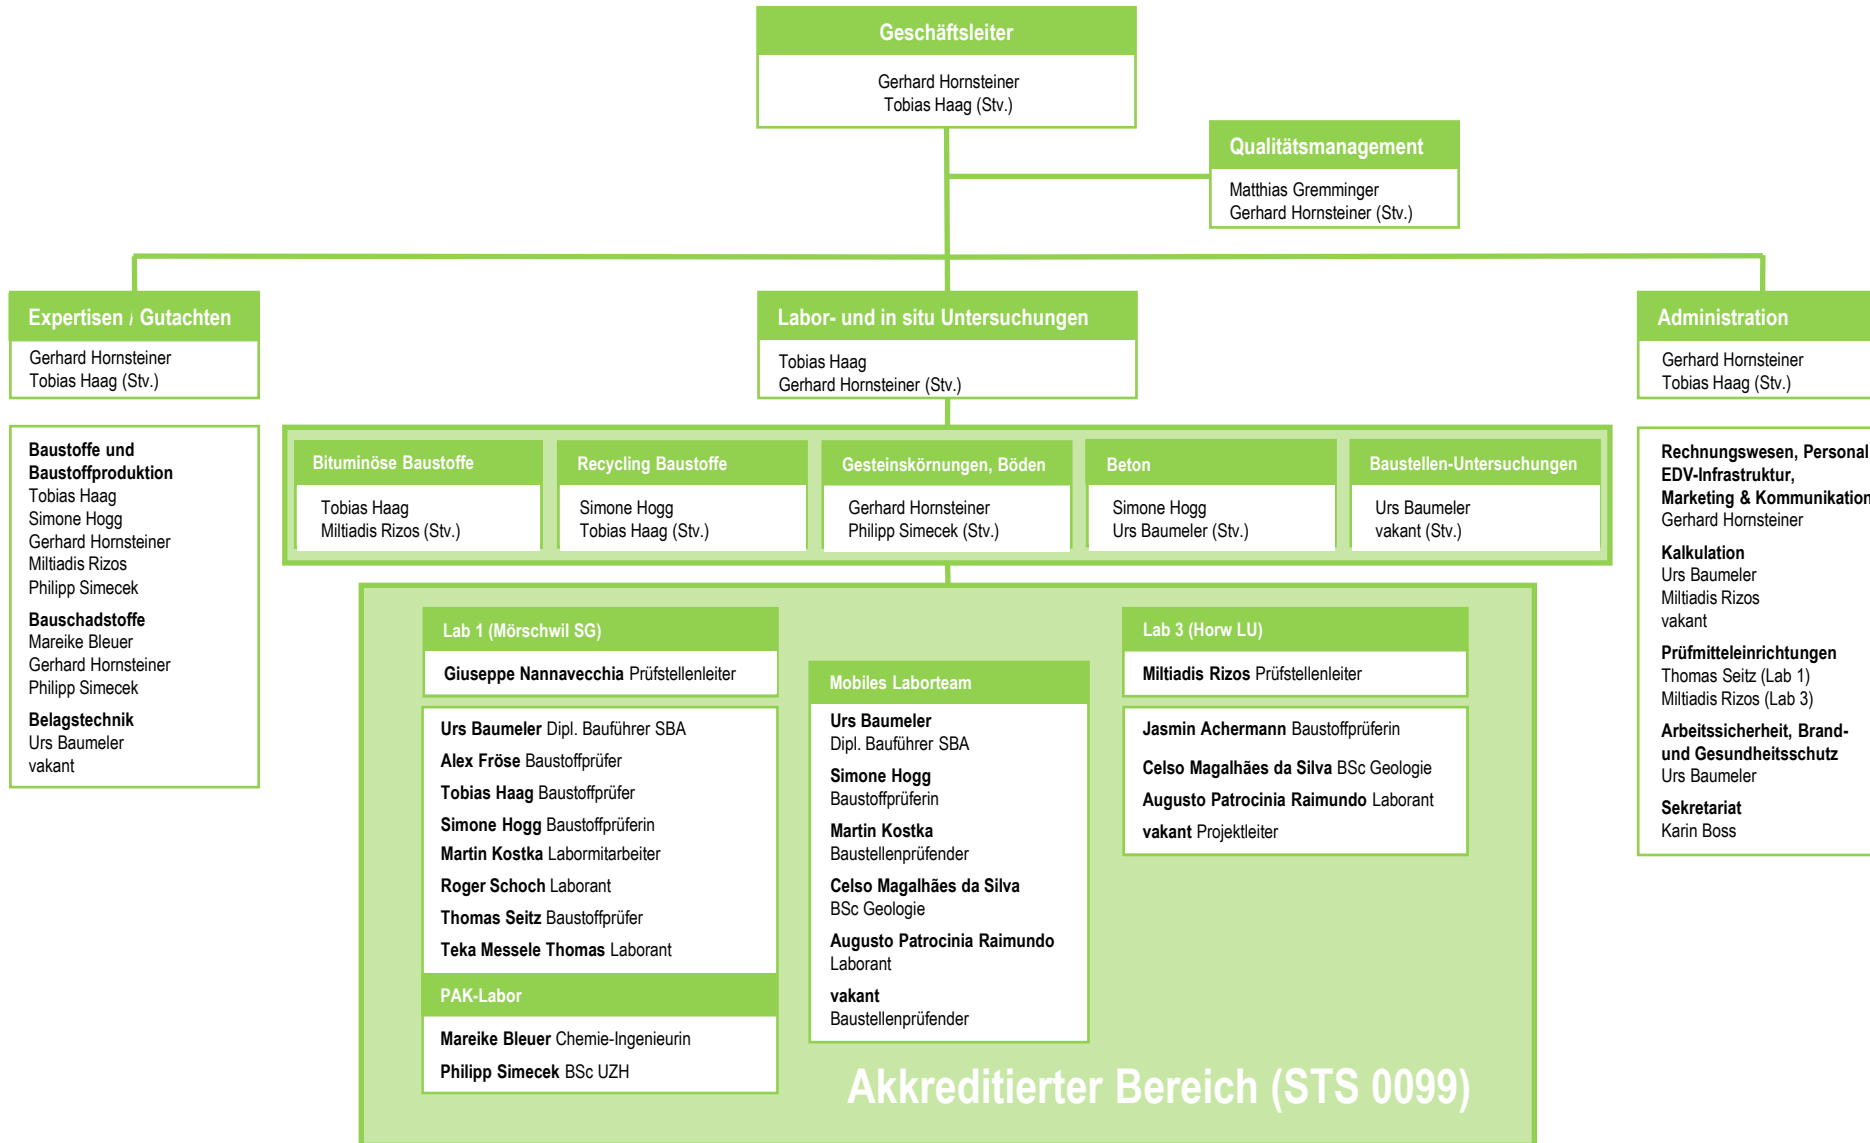 Geschäftsleiter
Gerhard Hornsteiner
Tobias Haag (Stv.)
Qualitätsmanagement
Matthias Gremminger
Gerhard Hornsteiner (Stv.)
Expertisen / Gutachten
Gerhard Hornsteiner
Tobias Haag (Stv.)
Baustoffe und
Baustoffproduktion
Tobias Haag
Simone Hogg
Gerhard Hornsteiner
Miltiadis Rizos
Philipp Simecek
Bauschadstoffe
Mareike Bleuer
Gerhard Hornsteiner
Philipp Simecek
Belagstechnik
Urs Baumeler
vakant
Labor- und in situ Untersuchungen
Tobias Haag
Gerhard Hornsteiner (Stv.)
Bituminöse Baustoffe
Tobias Haag
Miltiadis Rizos (Stv.)
Recycling Baustoffe
Simone Hogg
Tobias Haag (Stv.)
Gesteinskörnungen, Böden
Gerhard Hornsteiner
Philipp Simecek (Stv.)
Beton
Simone Hogg
Urs Baumeler (Stv.)
Baustellen-Untersuchungen
Urs Baumeler
vakant (Stv.)
Lab 1 (Mörschwil SG)
Giuseppe Nannavecchia Prüfstellenleiter
Urs Baumeler Dipl. Bauführer SBA
Alex Fröse Baustoffprüfer
Tobias Haag Baustoffprüfer
Simone Hogg Baustoffprüferin
Martin Kostka Labormitarbeiter
Roger Schoch Laborant
Thomas Seitz Baustoffprüfer
Teka Messele Thomas Laborant
PAK-Labor
Mareike Bleuer Chemie-Ingenieurin
Philipp Simecek BSc UZH
Mobiles Laborteam
Urs Baumeler
Dipl. Bauführer SBA
Simone Hogg
Baustoffprüferin
Martin Kostka
Baustellenprüfender
Celso Magalhães da Silva
BSc Geologie
Augusto Patrocinia Raimundo
Laborant
vakant
Baustellenprüfender
Lab 3 (Horw LU)
Miltiadis Rizos Prüfstellenleiter
Jasmin Achermann Baustoffprüferin
Celso Magalhães da Silva BSc Geologie
Augusto Patrocinia Raimundo Laborant
vakant Projektleiter
Akkreditierter Bereich (STS 0099)
Administration
Gerhard Hornsteiner
Tobias Haag (Stv.)
Rechnungswesen, Personal
EDV-Infrastruktur,
Marketing & Kommunikation
Gerhard Hornsteiner
Kalkulation
Urs Baumeler
Miltiadis Rizos
vakant
Prüfmitteleinrichtungen
Thomas Seitz (Lab 1)
Miltiadis Rizos (Lab 3)
Arbeitssicherheit, Brand-
und Gesundheitsschutz
Urs Baumeler
Sekretariat
Karin Boss